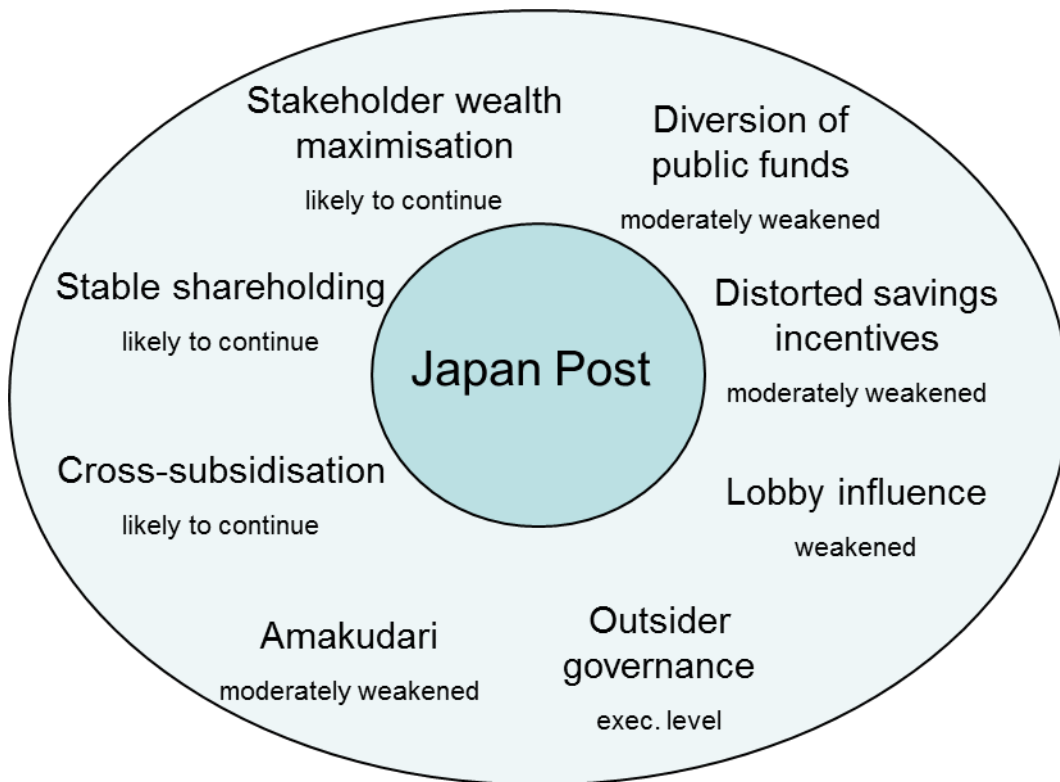 Stakeholder wealth
maximisation
likely to continue
Diversion of
public funds
moderately weakened
Stable shareholding
likely to continue
Distorted savings
incentives
moderately weakened
Japan Post
Cross-subsidisation
likely to continue
Lobby influence
weakened
Amakudari
moderately weakened
Outsider
governance
exec. level